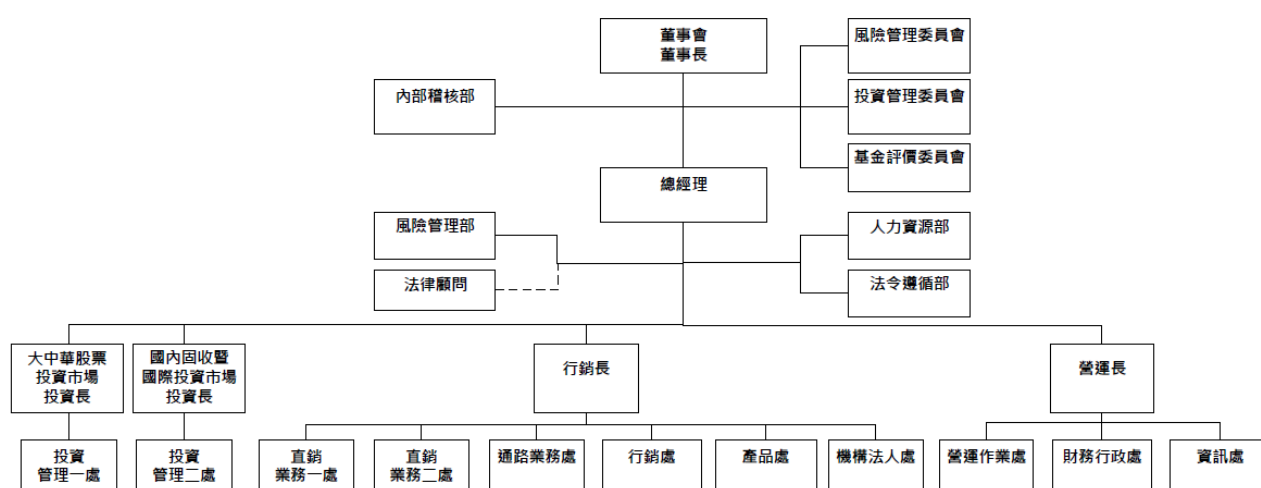 董事會
董事長
風險管理委員會
內部稽核部
投資管理委員會
基金評價委員會
總經理
風險管理部
人力資源部
法律顧問
法令遵循部
大中華股票
投資市場
投資長
國內固收暨
國際投資市場
投資長
行銷長
營運長
投資
管理一處
投資
管理二處
直銷
業務一處
直銷
業務二處
通路業務處
行銷處
產品處
機構法人處
營運作業處
財務行政處
資訊處